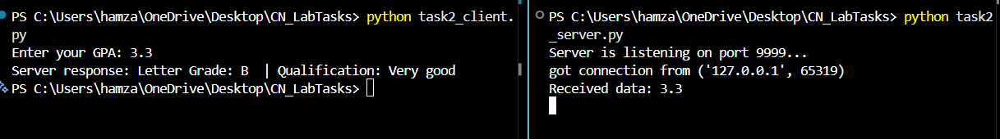 PS C:\Users\hamza\OneDrive\Desktop\CN_LabTasks> python task2_client.
py
Enter your GPA: 3.3
Server response: Letter Grade: B  | Qualification: Very good
PS C:\Users\hamza\OneDrive\Desktop\CN_LabTasks>
PS C:\Users\hamza\OneDrive\Desktop\CN_LabTasks> python task2
_server.py
Server is listening on port 9999...
got connection from ('127.0.0.1', 65319)
Received data: 3.3